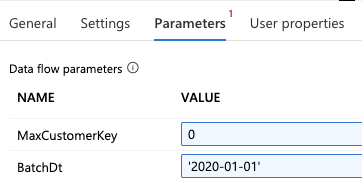 General Settings Parameters 1 User properties
Data flow parameters
NAME VALUE
MaxCustomerKey 0
BatchDt '2020-01-01'